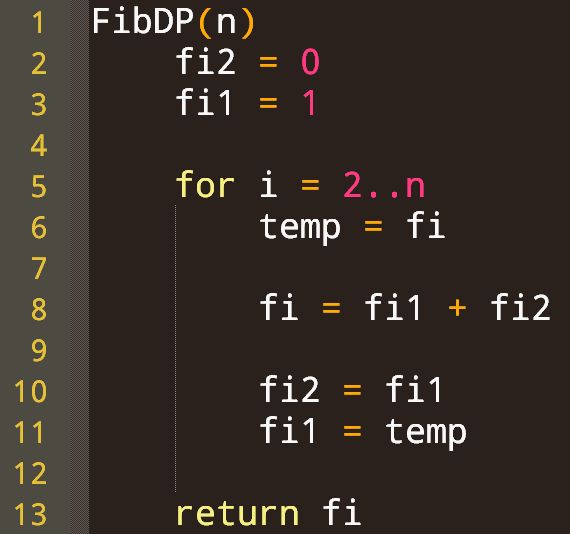 1 FibDP(n)
2 fi2 = 0
3 fi1 = 1
4
5 for i = 2..n
6 temp = fi
7
8 fi = fi1 + fi2
9
10 fi2 = fi1
11 fi1 = temp
12
13 return fi